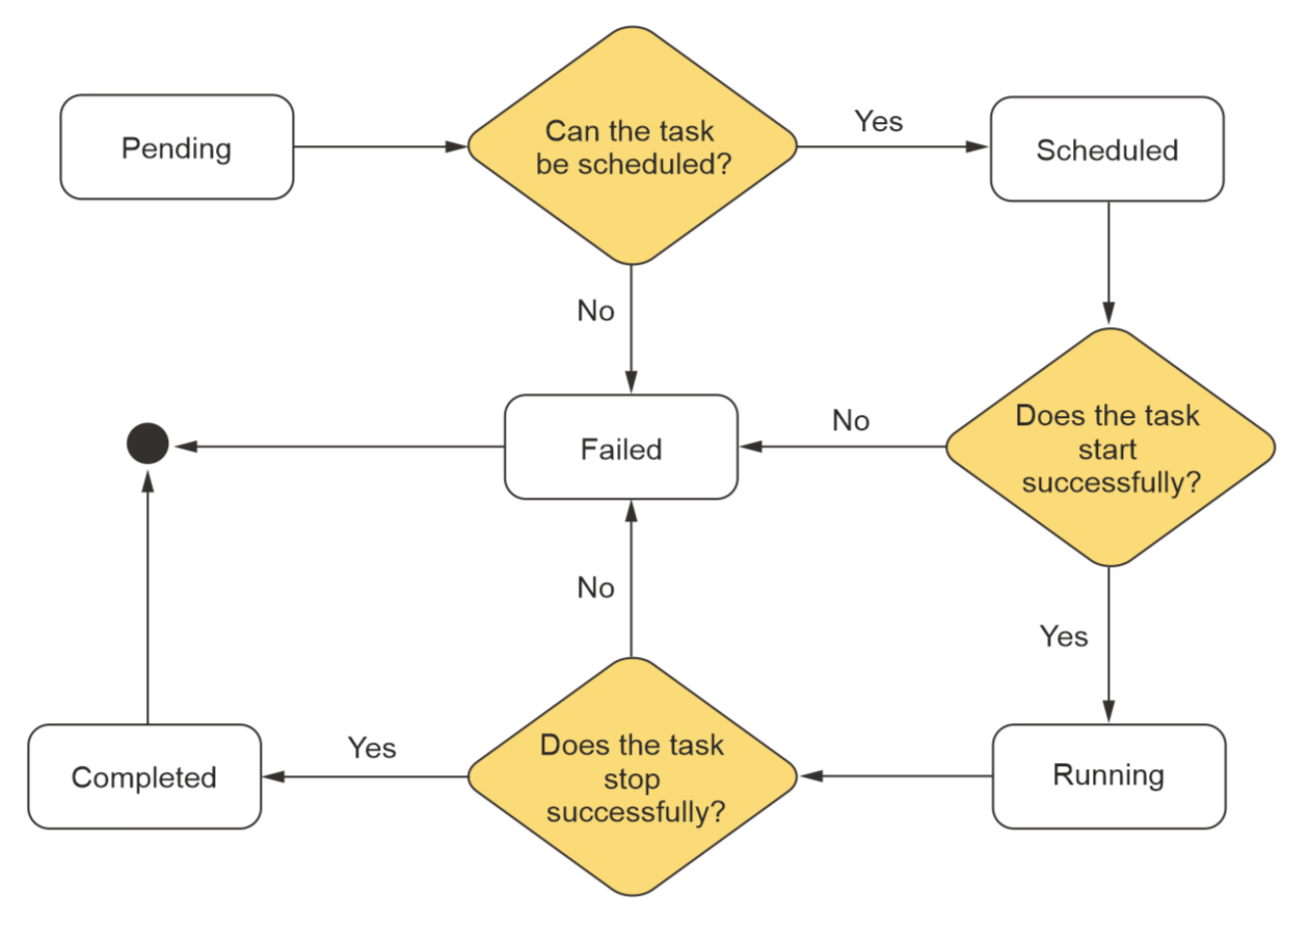 Pending
Can the task
be scheduled?
Yes
Scheduled
No
Failed
No
Does the task
start
successfully?
No
Yes
Completed
Yes
Does the task
stop
successfully?
Running